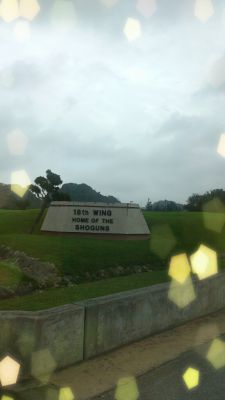 18th WING
HOME OF THE
SHOGUNS